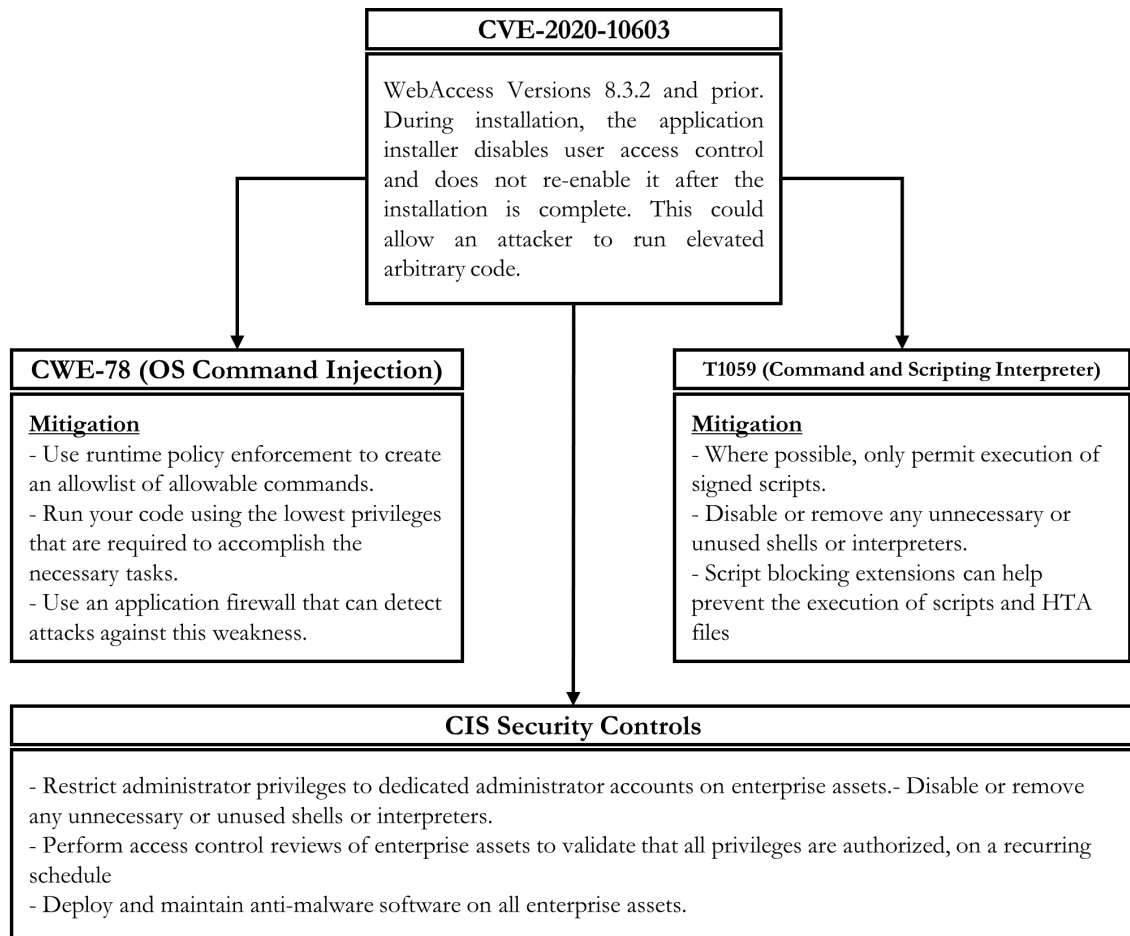 CVE-2020-10603
WebAccess Versions 8.3.2 and prior.
During installation, the application
installer disables user access control
and does not re-enable it after the
installation is complete. This could
allow an attacker to run elevated
arbitrary code.
CWE-78 (OS Command Injection)
Mitigation
- Use runtime policy enforcement to create
an allowlist of allowable commands.
- Run your code using the lowest privileges
that are required to accomplish the
necessary tasks.
- Use an application firewall that can detect
attacks against this weakness.
T1059 (Command and Scripting Interpreter)
Mitigation
- Where possible, only permit execution of
signed scripts.
- Disable or remove any unnecessary or
unused shells or interpreters.
- Script blocking extensions can help
prevent the execution of scripts and HTA
files
CIS Security Controls
- Restrict administrator privileges to dedicated administrator accounts on enterprise assets.- Disable or remove
any unnecessary or unused shells or interpreters.
- Perform access control reviews of enterprise assets to validate that all privileges are authorized, on a recurring
schedule
- Deploy and maintain anti-malware software on all enterprise assets.